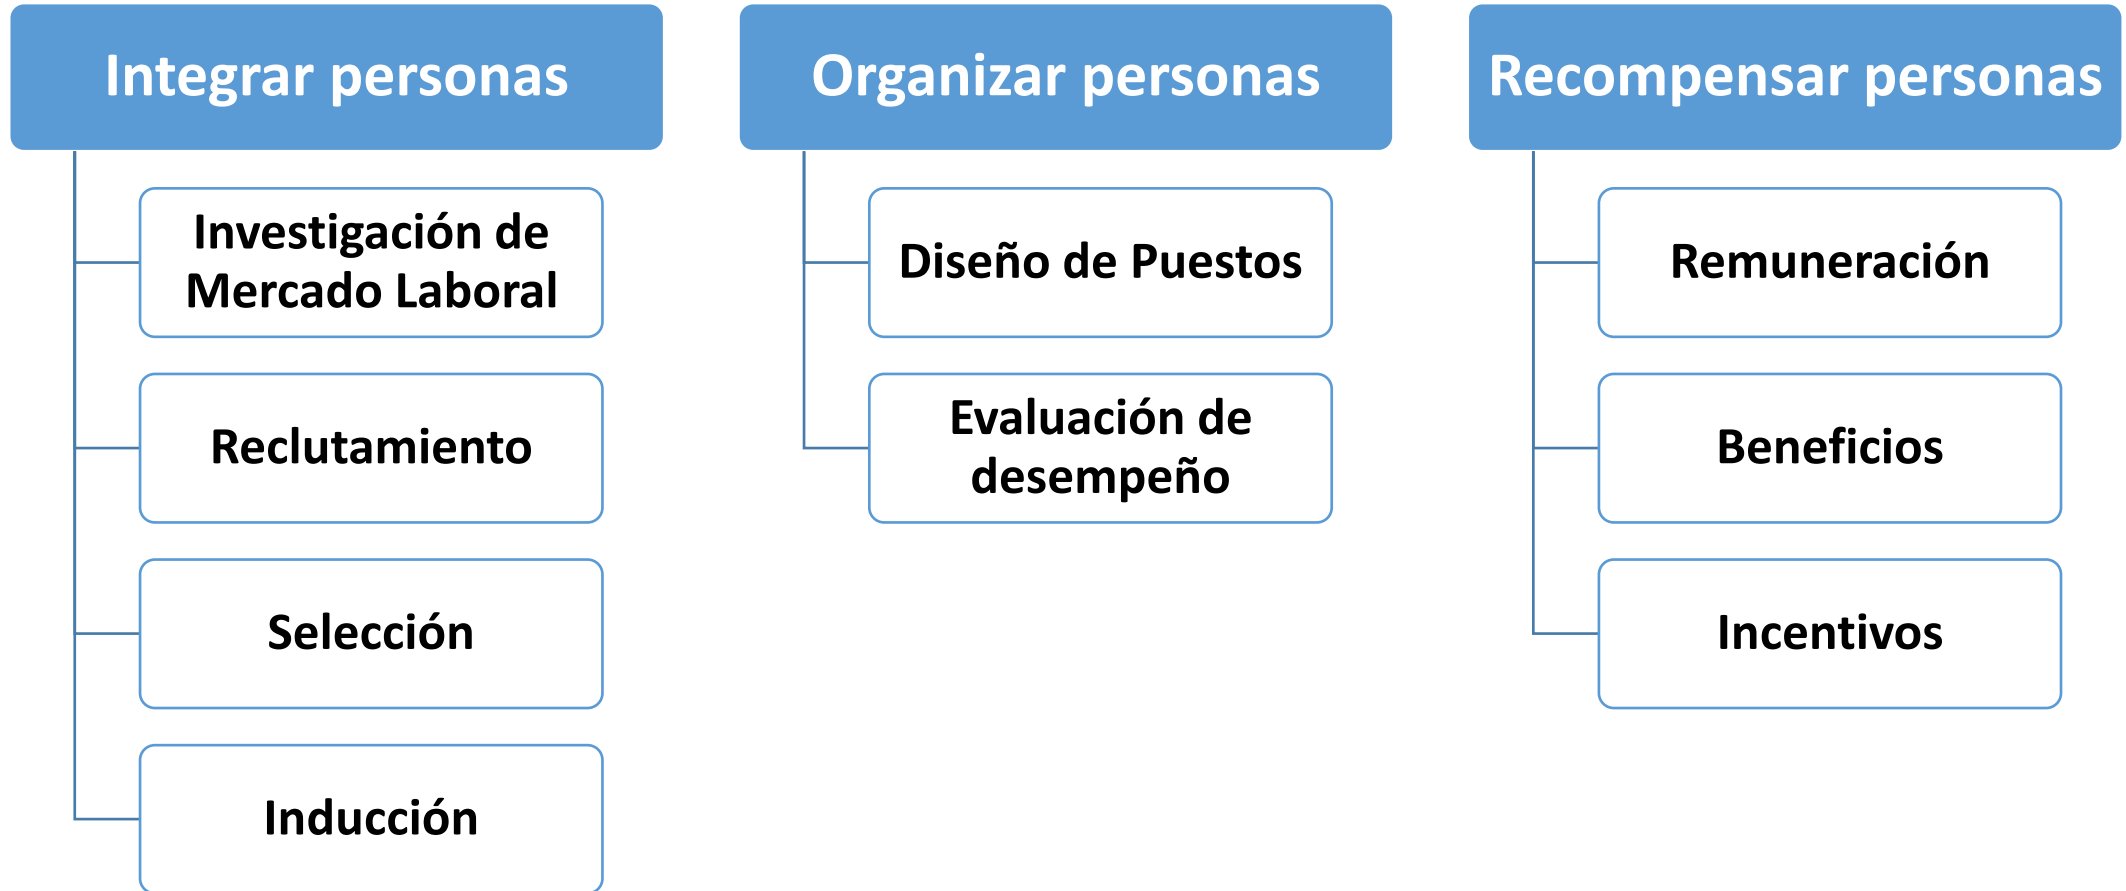 Integrar personas
Investigación de
Mercado Laboral
Reclutamiento
Selección
Inducción
Organizar personas
Diseño de Puestos
Evaluación de
desempeño
Recompensar personas
Remuneración
Beneficios
Incentivos